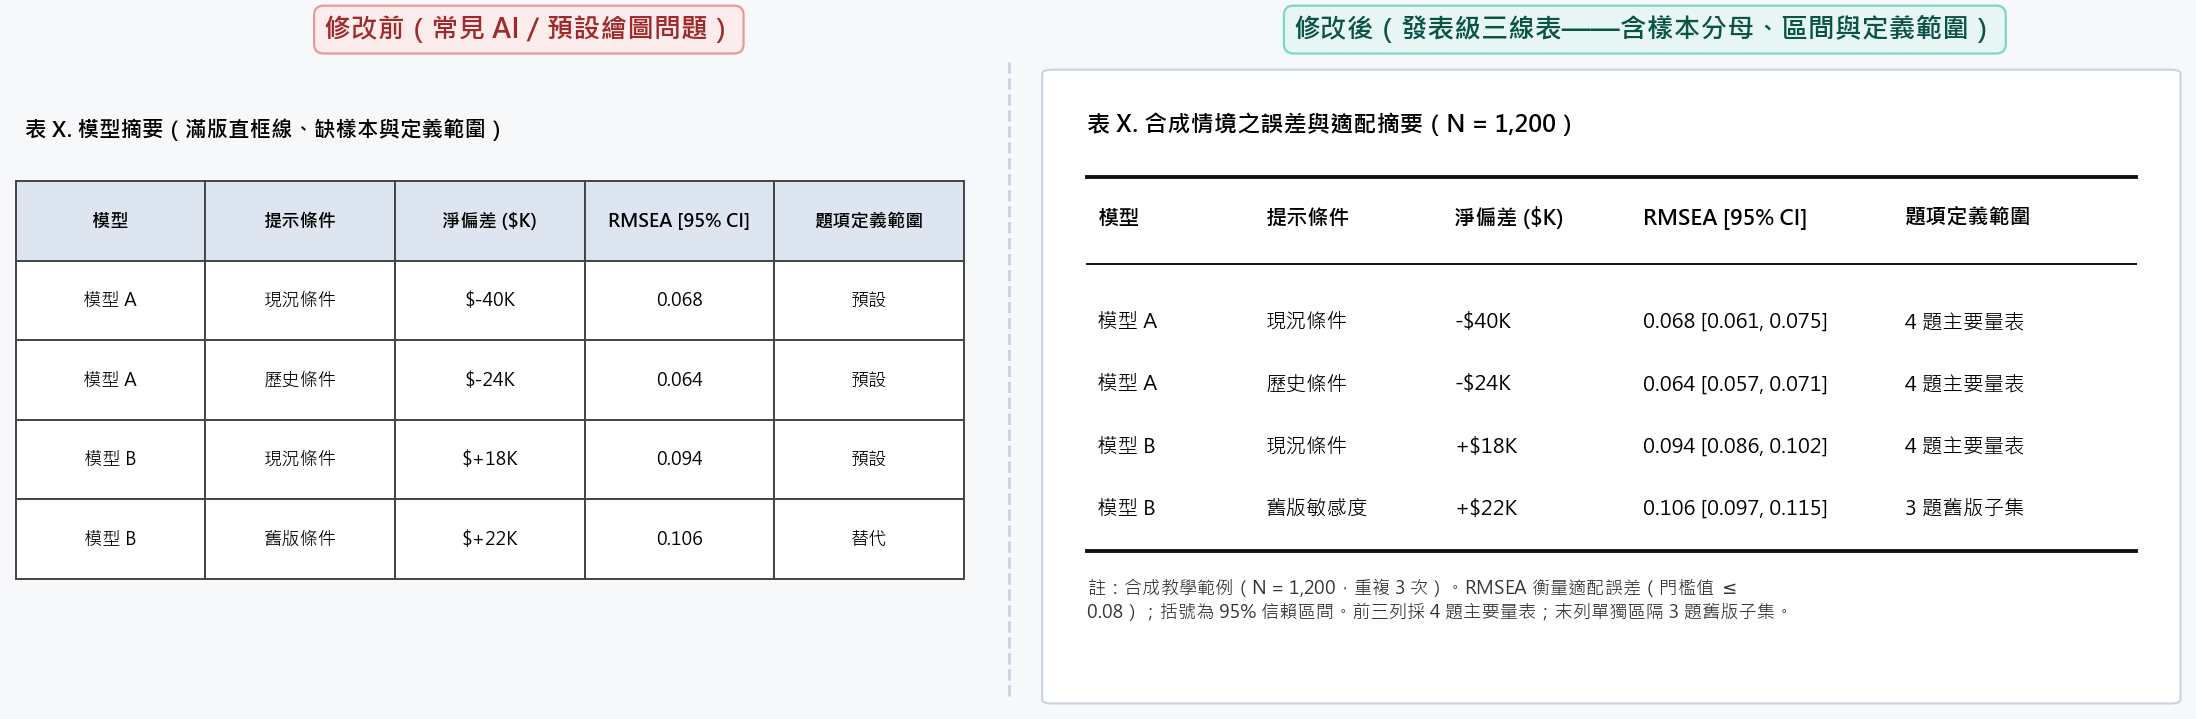 修改前（常見 AI / 預設繪圖問題）
表 X. 模型摘要（滿版直框線、缺樣本與定義範圍）
模型 提示條件 淨偏差 ($K) RMSEA [95% CI] 題項定義範圍
模型 A 現況條件 $-40K 0.068 預設
模型 A 歷史條件 $-24K 0.064 預設
模型 B 現況條件 $+18K 0.094 預設
模型 B 舊版條件 $+22K 0.106 替代
修改後（發表級三線表——含樣本分母、區間與定義範圍）
表 X. 合成情境之誤差與適配摘要（N = 1,200）
模型 提示條件 淨偏差 ($K) RMSEA [95% CI] 題項定義範圍
模型 A 現況條件 -$40K 0.068 [0.061, 0.075] 4 題主要量表
模型 A 歷史條件 -$24K 0.064 [0.057, 0.071] 4 題主要量表
模型 B 現況條件 +$18K 0.094 [0.086, 0.102] 4 題主要量表
模型 B 舊版敏感度 +$22K 0.106 [0.097, 0.115] 3 題舊版子集
註：合成教學範例（N = 1,200．重複 3 次）。RMSEA 衡量適配誤差（門檻值 ≤
0.08）；括號為 95% 信賴區間。前三列採 4 題主要量表；末列單獨區隔 3 題舊版子集。